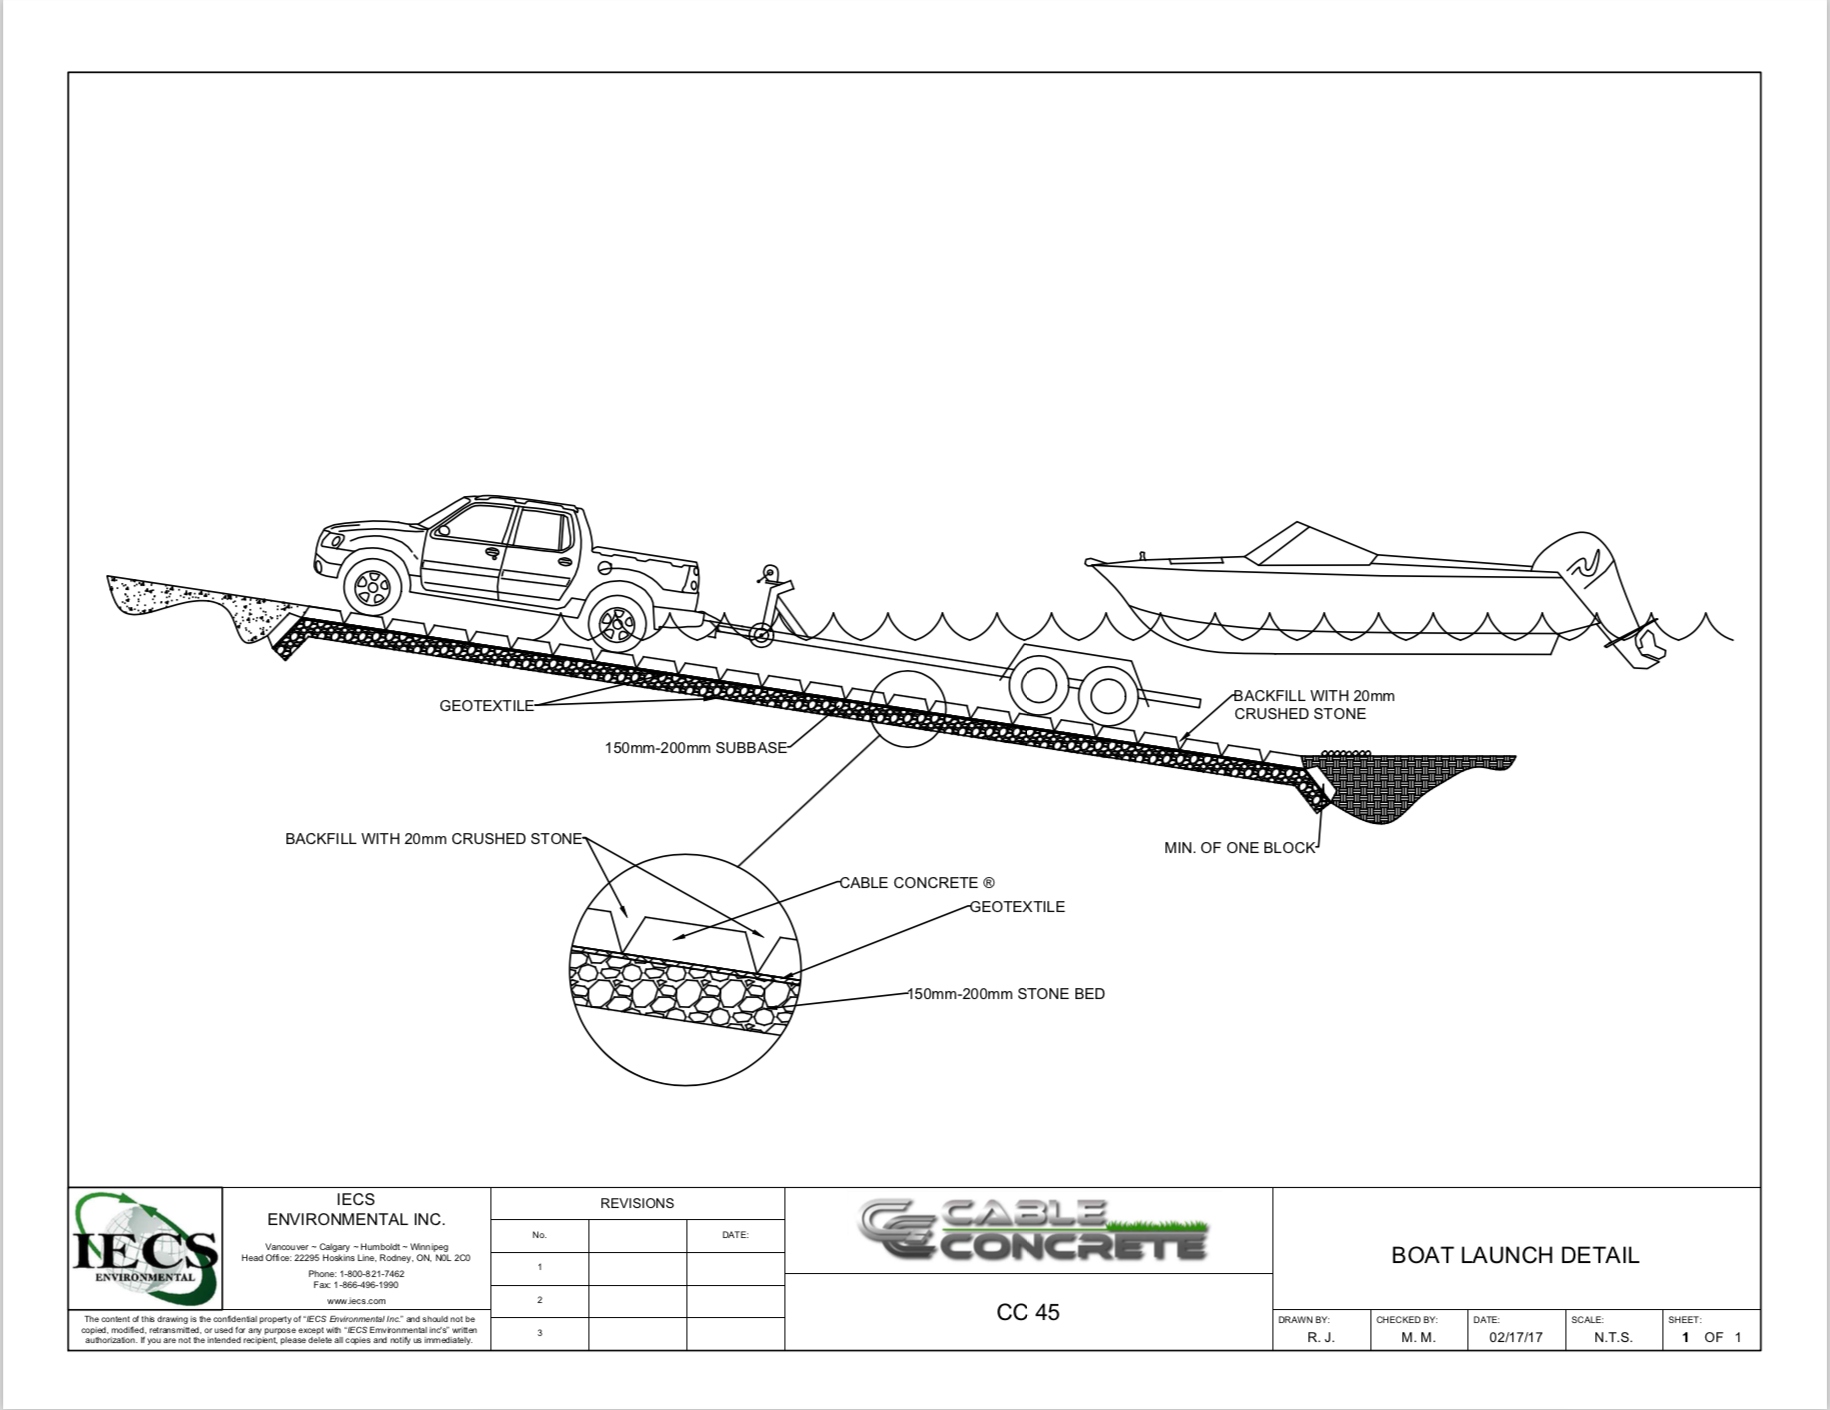 GEOTEXTILE
150mm-200mm SUBBASE
BACKFILL WITH 20mm
CRUSHED STONE
BACKFILL WITH 20mm CRUSHED STONE
MIN. OF ONE BLOCK
CABLE CONCRETE ®
GEOTEXTILE
150mm-200mm STONE BED
IECS
ENVIRONMENTAL
IECS
ENVIRONMENTAL INC.
Vancouver ~ Calgary ~ Humboldt ~ Winnipeg
Head Office: 22295 Hoskins Line, Rodney, ON, N0L 2C0
Phone: 1-800-821-7462
Fax: 1-866-496-1990
www.iecs.com
The content of this drawing is the confidential property of "IECS Environmental Inc." and should not be
copied, modified, retransmitted, or used for any purpose except with "IECS Emvironmental inc's" written
authorization. If you are not the intended recipient, please delete all copies and notify us immediately.
REVISIONS
No. DATE:
1
2
3
CABLE
CONCRETE
CC 45
BOAT LAUNCH DETAIL
DRAWN BY: CHECKED BY: DATE: SCALE: SHEET:
R. J. M. M. 02/17/17 N.T.S. 1 OF 1